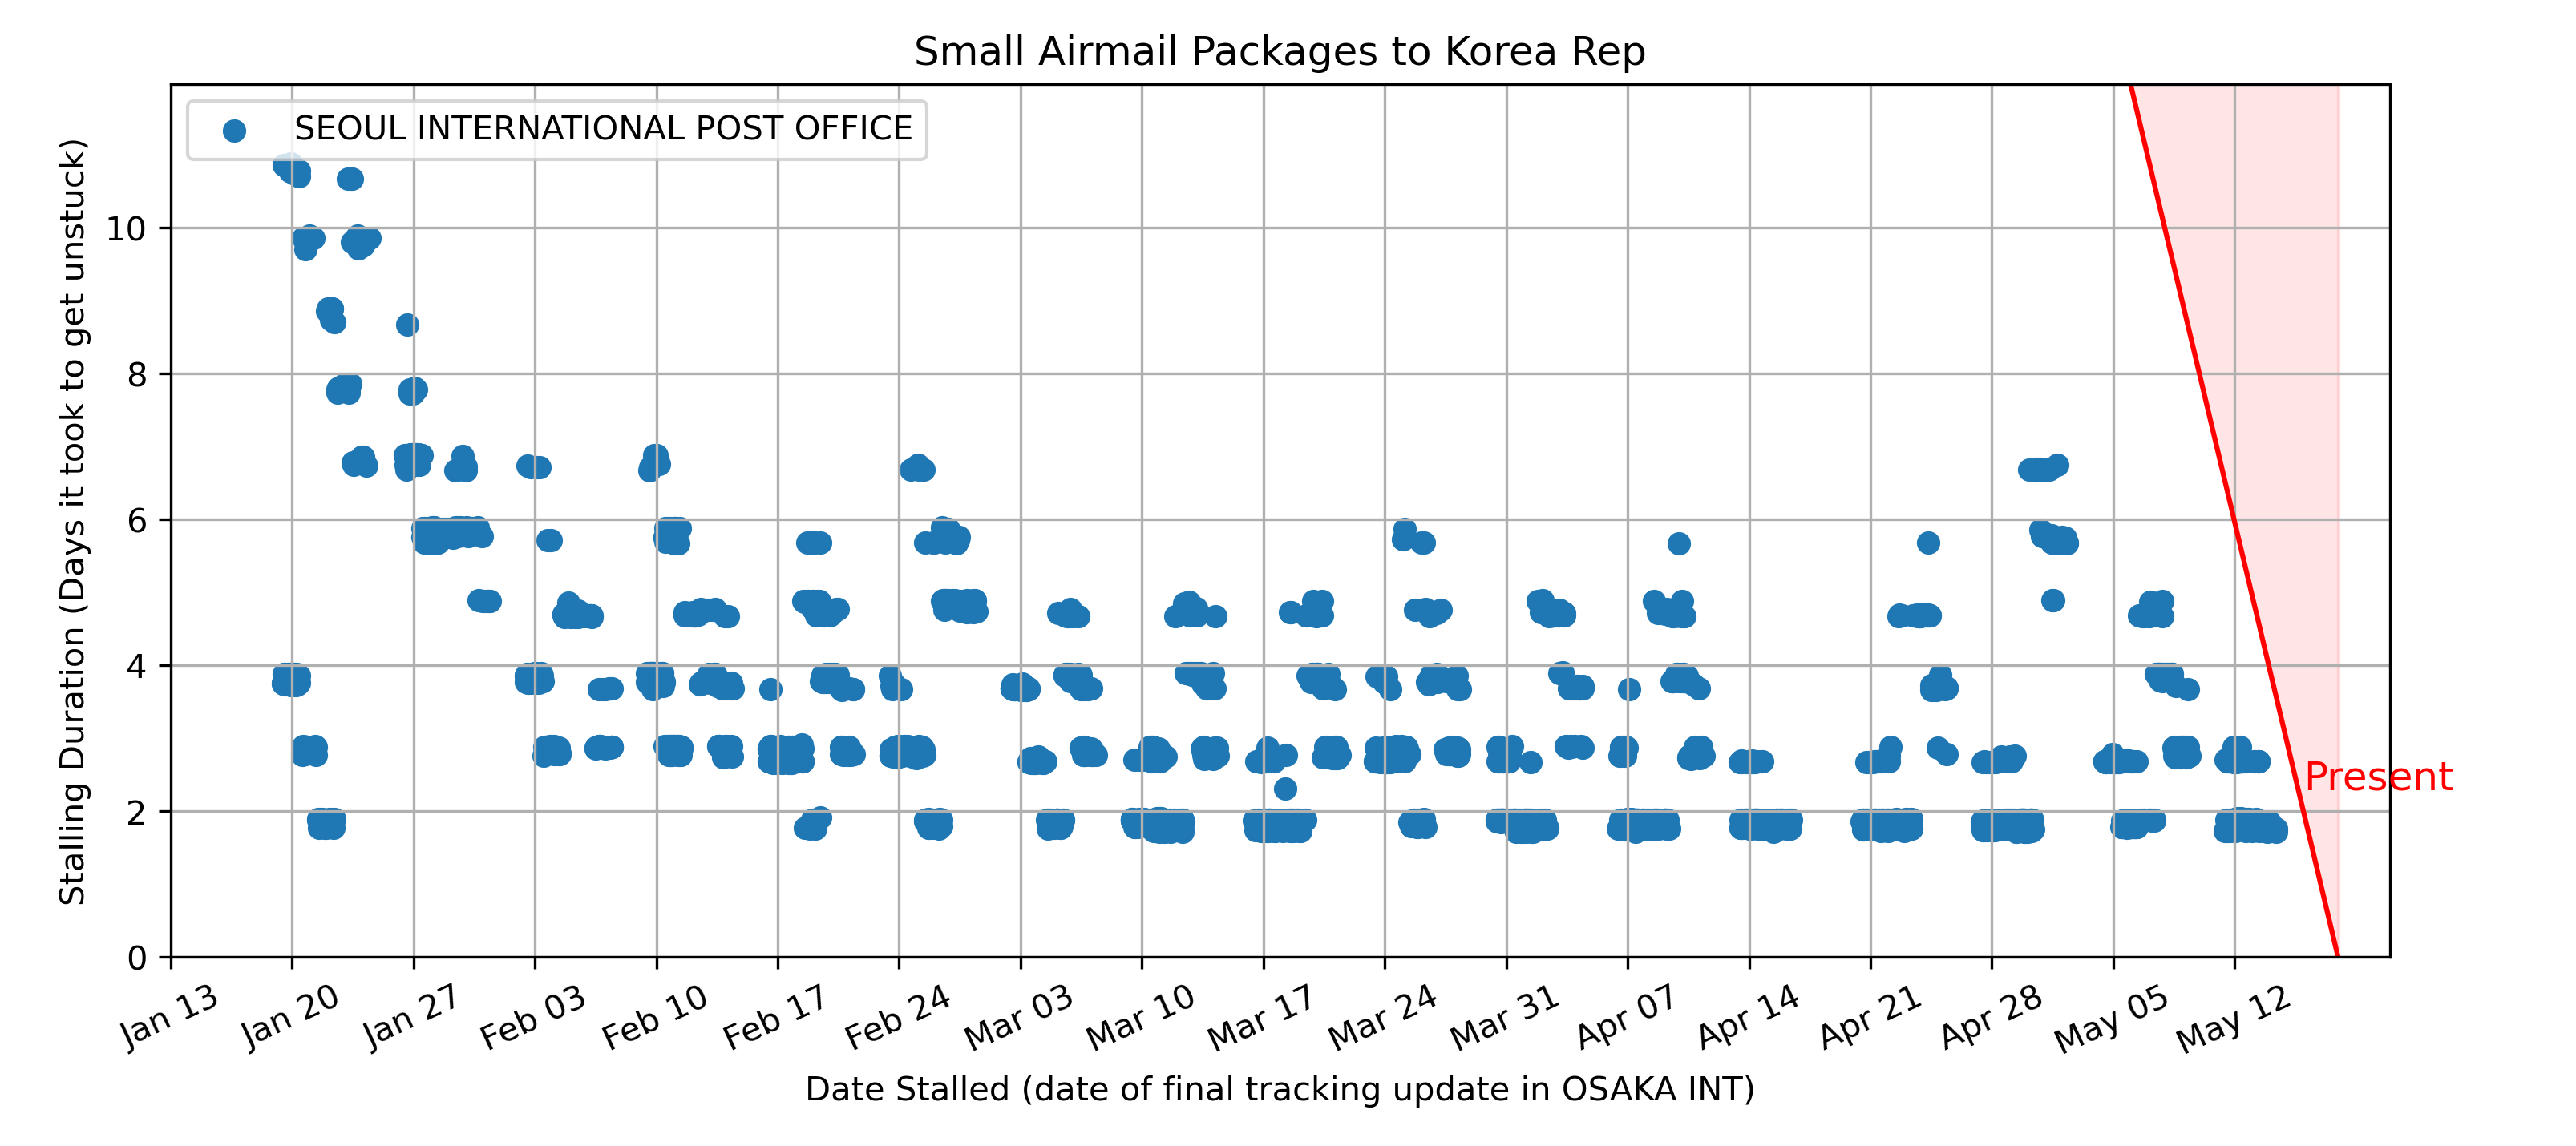 Small Airmail Packages to Korea Rep
SEOUL INTERNATIONAL POST OFFICE
Stalling Duration (Days it took to get unstuck)
10
8
6
4
2
0
Present
Jan 13
Jan 20
Jan 27
Feb 03
Feb 10
Feb 17
Feb 24
Mar 03
Mar 10
Mar 17
Mar 24
Mar 31
Apr 07
Apr 14
Apr 21
Apr 28
May 05
May 12
Date Stalled (date of final tracking update in OSAKA INT)